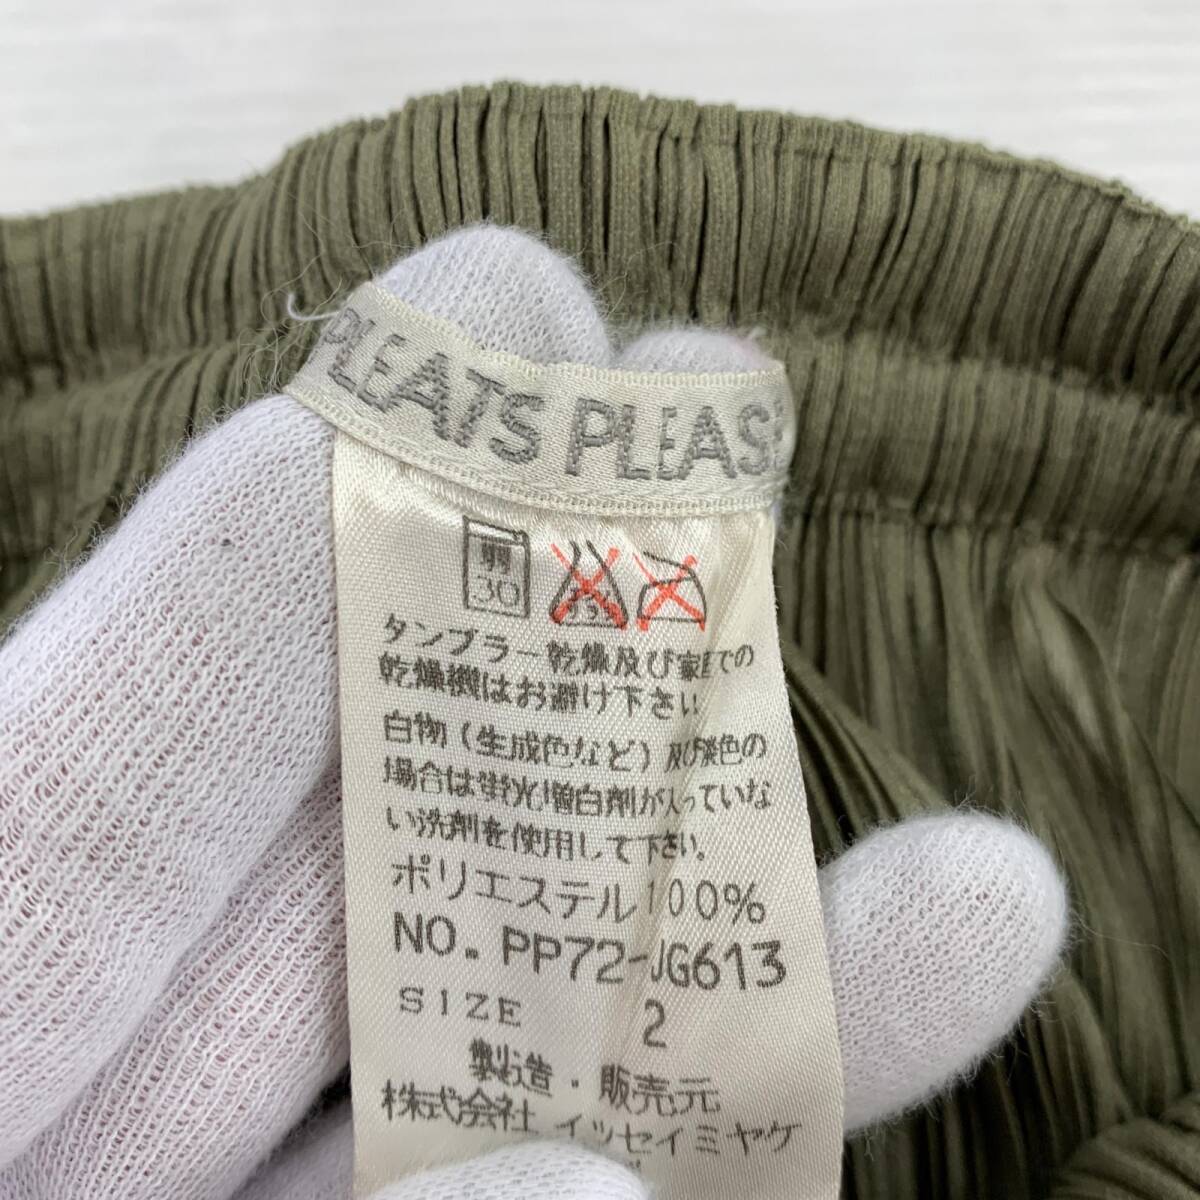 PLEATS PLEASE
弱
30
タンブラー乾燥及び家庭での
乾燥機はお避け下さい
白物(生成色など)及び淡色の
場合は蛍光増白剤が入っていな
い洗剤を使用して下さい。
ポリエステル100%
NO. PP72-JG613
SIZE 2
製造・販売元
株式会社 イッセイミヤケ